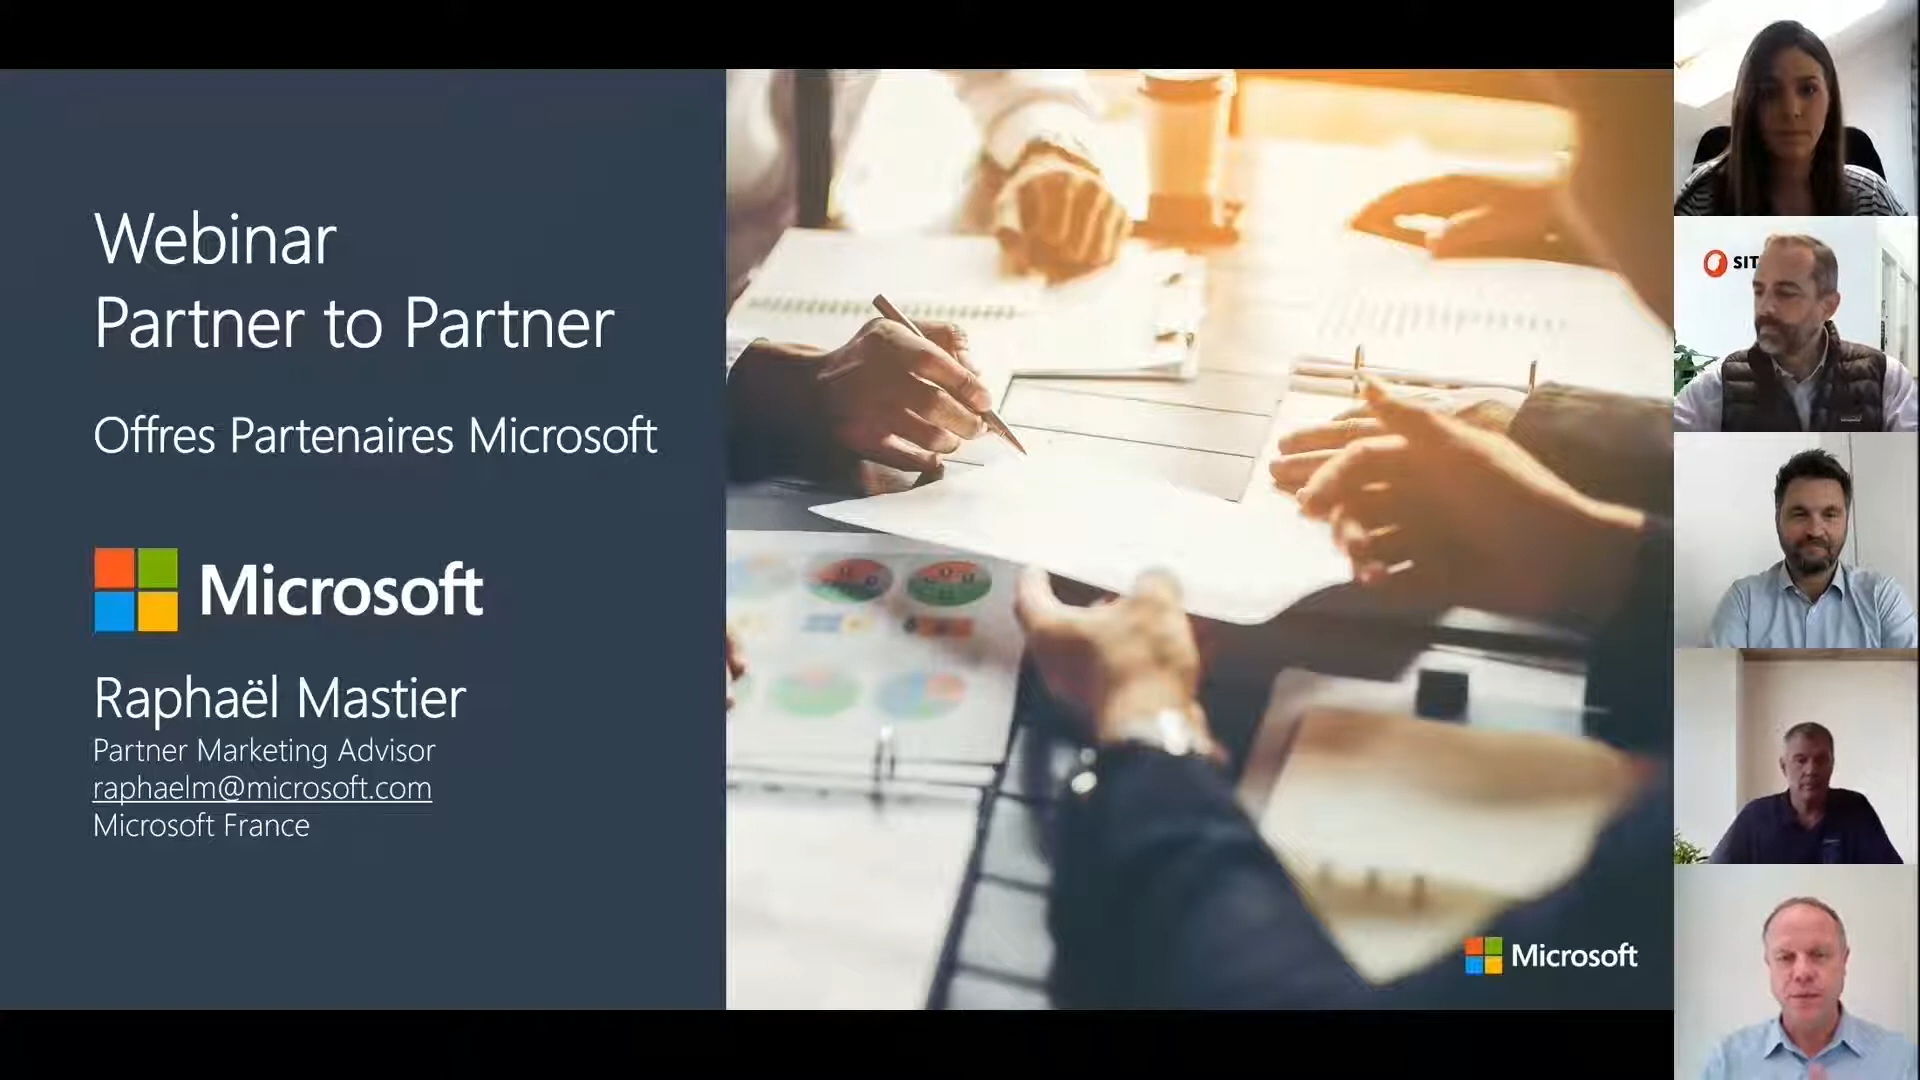 Webinar
Partner to Partner
Offres Partenaires Microsoft
Microsoft
Raphaël Mastier
Partner Marketing Advisor
raphaelm@microsoft.com
Microsoft France
Microsoft
SIT